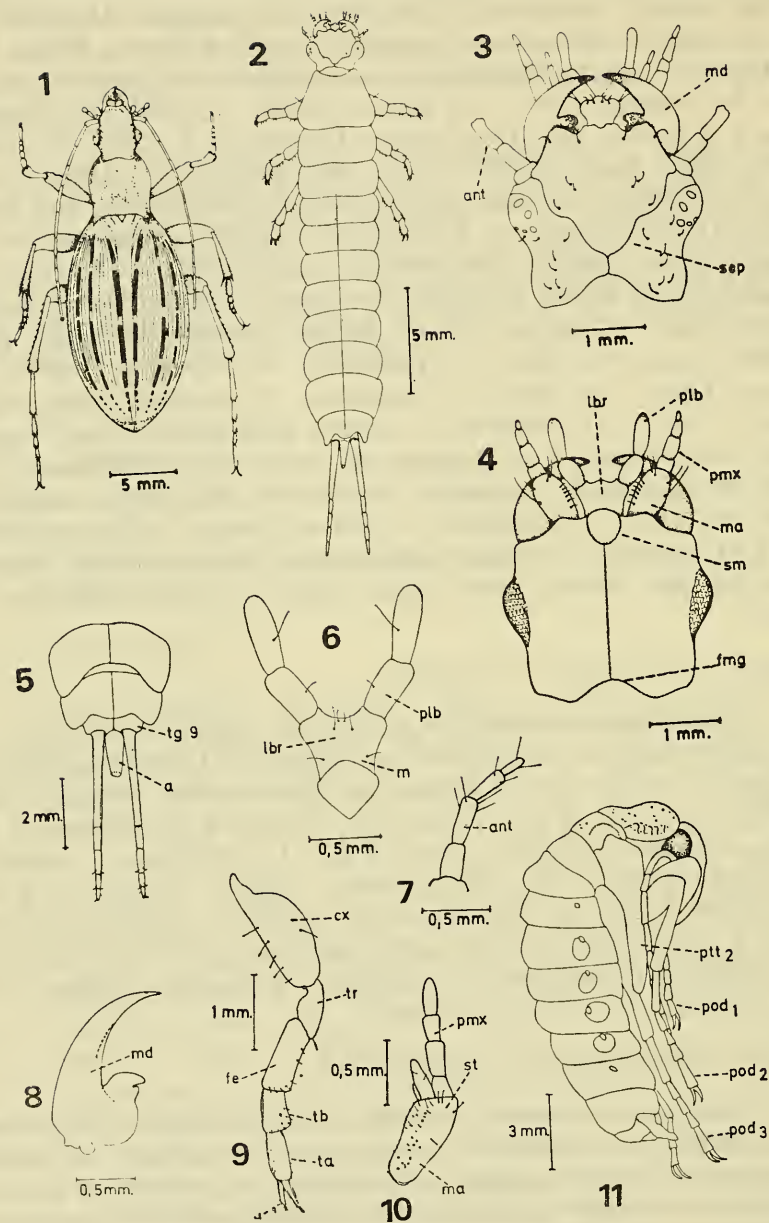 1
5 mm.
2
5 mm.
3
md
ant
sep
1 mm.
4
lbr
plb
pmx
ma
sm
fmg
1 mm.
5
tg 9
a
2 mm.
6
plb
lbr
m
0,5 mm.
7
ant
0,5 mm.
8
md
0,5mm.
9
cx
1 mm.
tr
fe
tb
ta
10
pmx
0,5 mm.
st
ma
11
ptt 2
pod 1
pod 2
pod 3
3 mm.